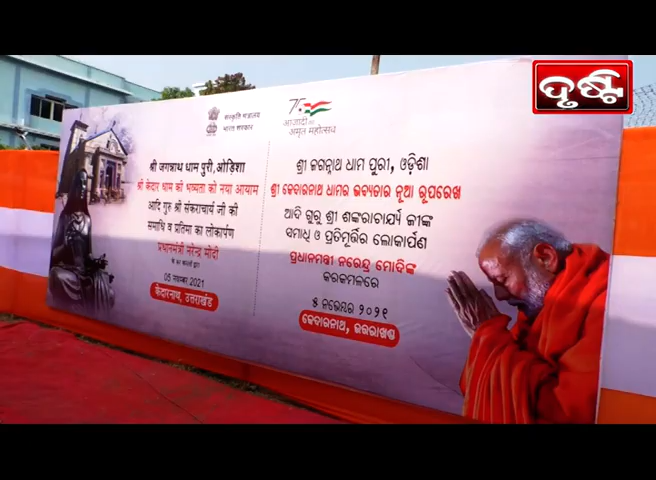 ଦୃଷ୍ଟି
संस्कृति मंत्रालय
भारत सरकार
75
आज़ादी का
अमृत महोत्सव
श्री जगन्नाथ धाम पुरी, ओड़िशा
श्री केदार धाम की भव्यता को नया आयाम
आदि गुरु श्री शंकराचार्य जी की
समाधि व प्रतिमा का लोकार्पण
प्रधानमंत्री नरेन्द्र मोदी
के कर कमलों द्वारा
05 नवम्बर 2021
केदारनाथ, उत्तराखंड
ଶ୍ରୀ ଜଗନ୍ନାଥ ଧାମ ପୁରୀ, ଓଡ଼ିଶା
ଶ୍ରୀ କେଦାରନାଥ ଧାମର ଭବ୍ୟତାର ନୂଆ ରୂପରେଖ
ଆଦି ଗୁରୁ ଶ୍ରୀ ଶଙ୍କରାଚାର୍ଯ୍ୟ ଜୀଙ୍କ
ସମାଧି ଓ ପ୍ରତିମୂର୍ତ୍ତିର ଲୋକାର୍ପଣ
ପ୍ରଧାନମନ୍ତ୍ରୀ ନରେନ୍ଦ୍ର ମୋଦିଙ୍କ
କରକମଳରେ
୫ ନଭେମ୍ବର ୨୦୨୧
କେଦାରନାଥ, ଉତ୍ତରାଖଣ୍ଡ